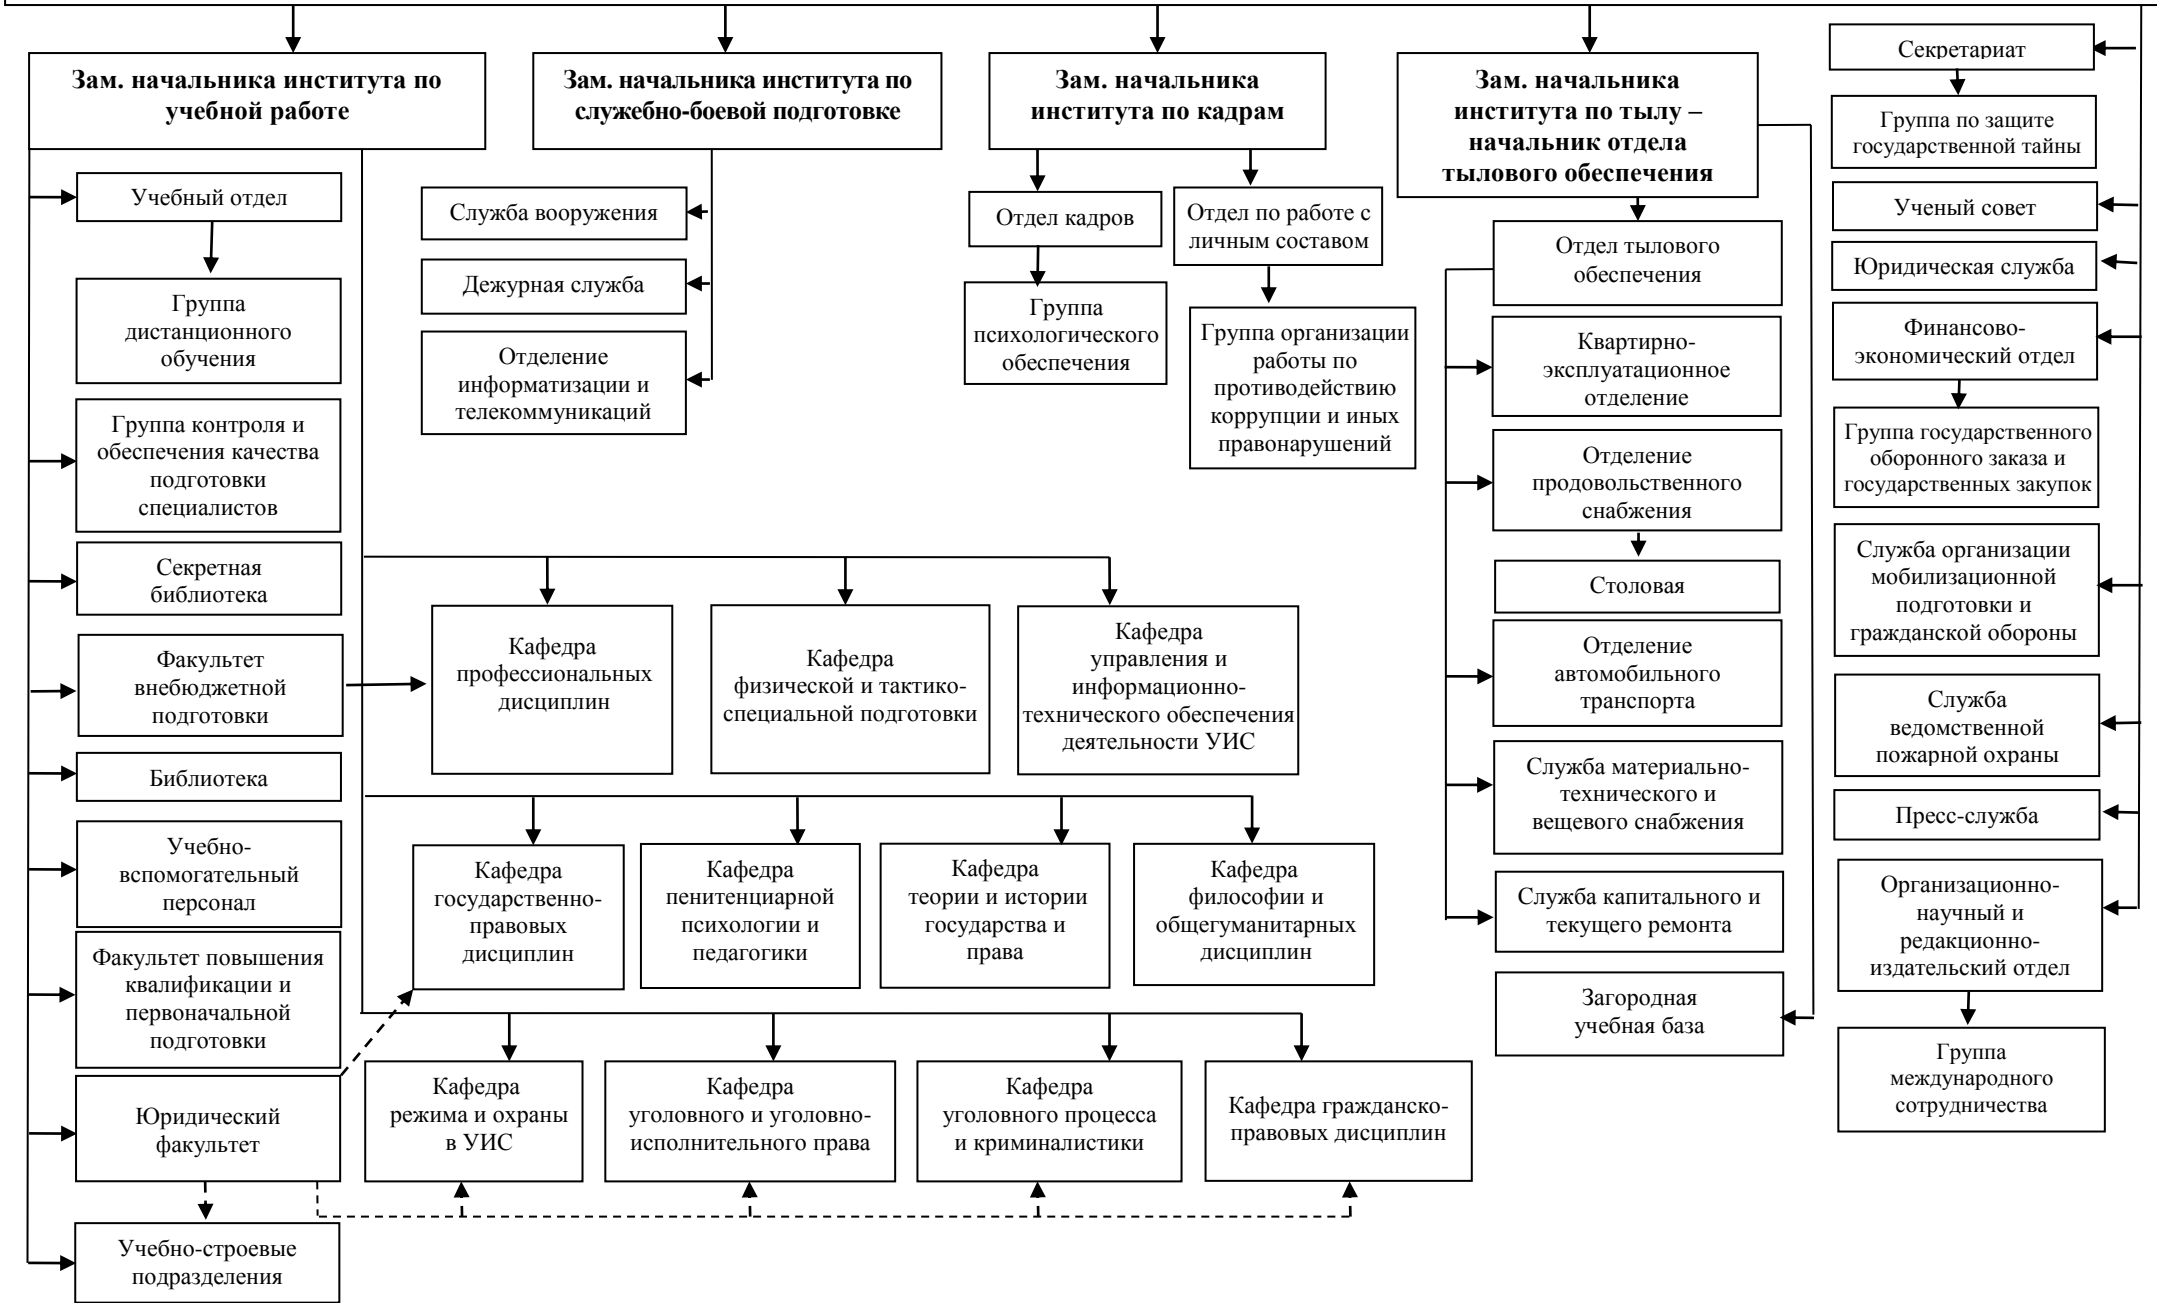 Зам. начальника института по
учебной работе
Зам. начальника института по
служебно-боевой подготовке
Зам. начальника
института по кадрам
Зам. начальника
института по тылу –
начальник отдела
тылового обеспечения
Учебный отдел
Группа
дистанционного
обучения
Группа контроля и
обеспечения качества
подготовки
специалистов
Секретная
библиотека
Факультет
внебюджетной
подготовки
Библиотека
Учебно-
вспомогательный
персонал
Факультет повышения
квалификации и
первоначальной
подготовки
Юридический
факультет
Учебно-строевые
подразделения
Служба вооружения
Дежурная служба
Отделение
информатизации и
телекоммуникаций
Отдел кадров
Группа
психологического
обеспечения
Отдел по работе с
личным составом
Группа организации
работы по
противодействию
коррупции и иных
правонарушений
Кафедра
профессиональных
дисциплин
Кафедра
физической и тактико-
специальной подготовки
Кафедра
управления и
информационно-
технического обеспечения
деятельности УИС
Кафедра
государственно-
правовых
дисциплин
Кафедра
пенитенциарной
психологии и
педагогики
Кафедра
теории и истории
государства и
права
Кафедра
философии и
общегуманитарных
дисциплин
Кафедра
режима и охраны
в УИС
Кафедра
уголовного и уголовно-
исполнительного права
Кафедра
уголовного процесса
и криминалистики
Кафедра гражданско-
правовых дисциплин
Отдел тылового
обеспечения
Квартирно-
эксплуатационное
отделение
Отделение
продовольственного
снабжения
Столовая
Отделение
автомобильного
транспорта
Служба материально-
технического и
вещевого снабжения
Служба капитального и
текущего ремонта
Загородная
учебная база
Секретариат
Группа по защите
государственной тайны
Ученый совет
Юридическая служба
Финансово-
экономический отдел
Группа государственного
оборонного заказа и
государственных закупок
Служба организации
мобилизационной
подготовки и
гражданской обороны
Служба
ведомственной
пожарной охраны
Пресс-служба
Организационно-
научный и
редакционно-
издательский отдел
Группа
международного
сотрудничества